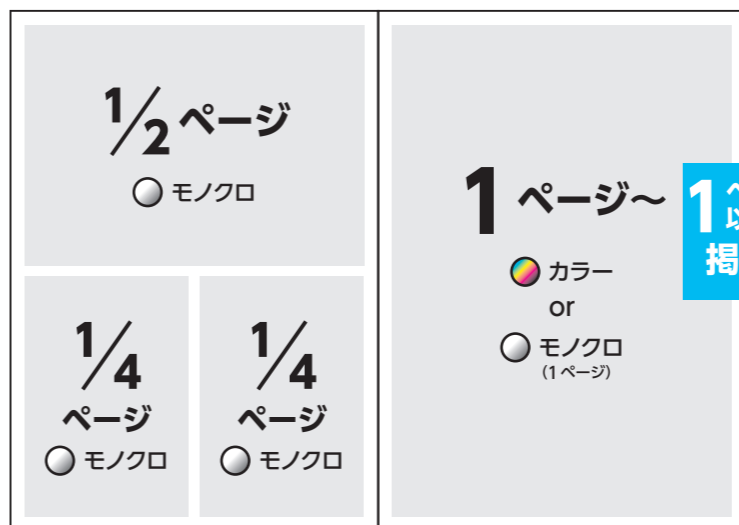 1/2 ページ
モノクロ
1/4
ページ
モノクロ
1/4
ページ
モノクロ
1 ページ～
カラー
or
モノクロ
(1ページ)
1
掲